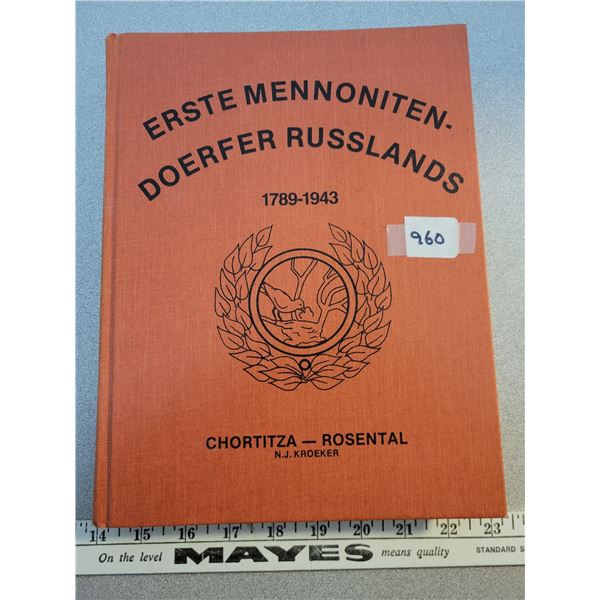 ERSTE MENNONITEN-
DOERFER RUSSLANDS
1789-1943
960
CHORTITZA — ROSENTAL
N.J. KROEKER
14 15 16 17 18 19 20 21 22 23
On the level MAYES means quality STANDARD S